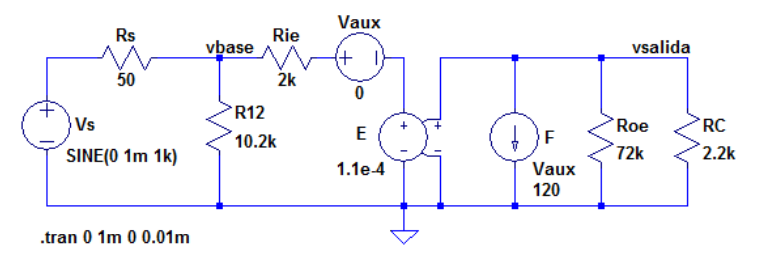 Rs
50
vbase
Rie
2k
Vaux
0
vsalida
Vs
SINE(0 1m 1k)
R12
10.2k
E
1.1e-4
F
Vaux
120
Roe
72k
RC
2.2k
.tran 0 1m 0 0.01m